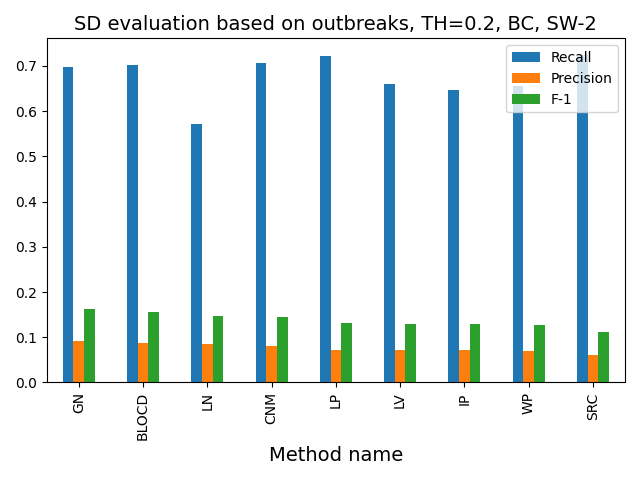 SD evaluation based on outbreaks, TH=0.2, BC, SW-2
Recall
Precision
F-1
0.7
0.6
0.5
0.4
0.3
0.2
0.1
0.0
GN
BLOCD
LN
CNM
LP
LV
IP
WP
SRC
Method name